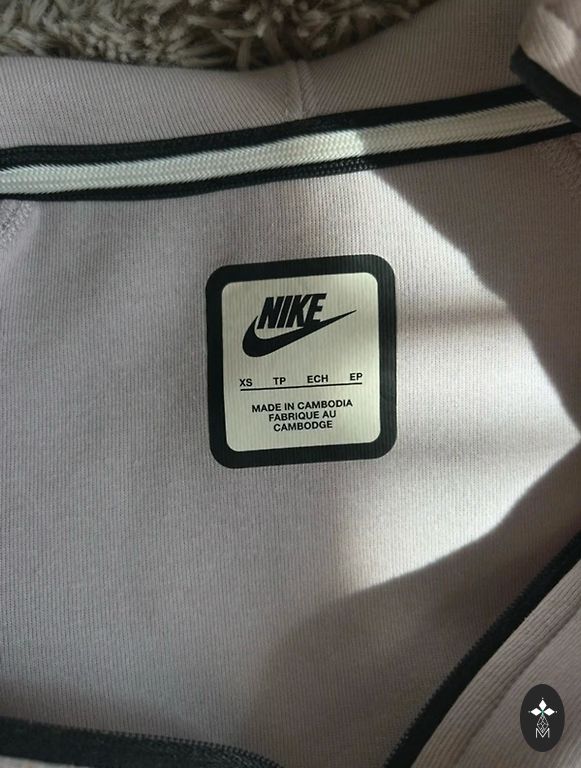 NIKE
XS TP ECH EP
MADE IN CAMBODIA
FABRIQUE AU
CAMBODGE
M